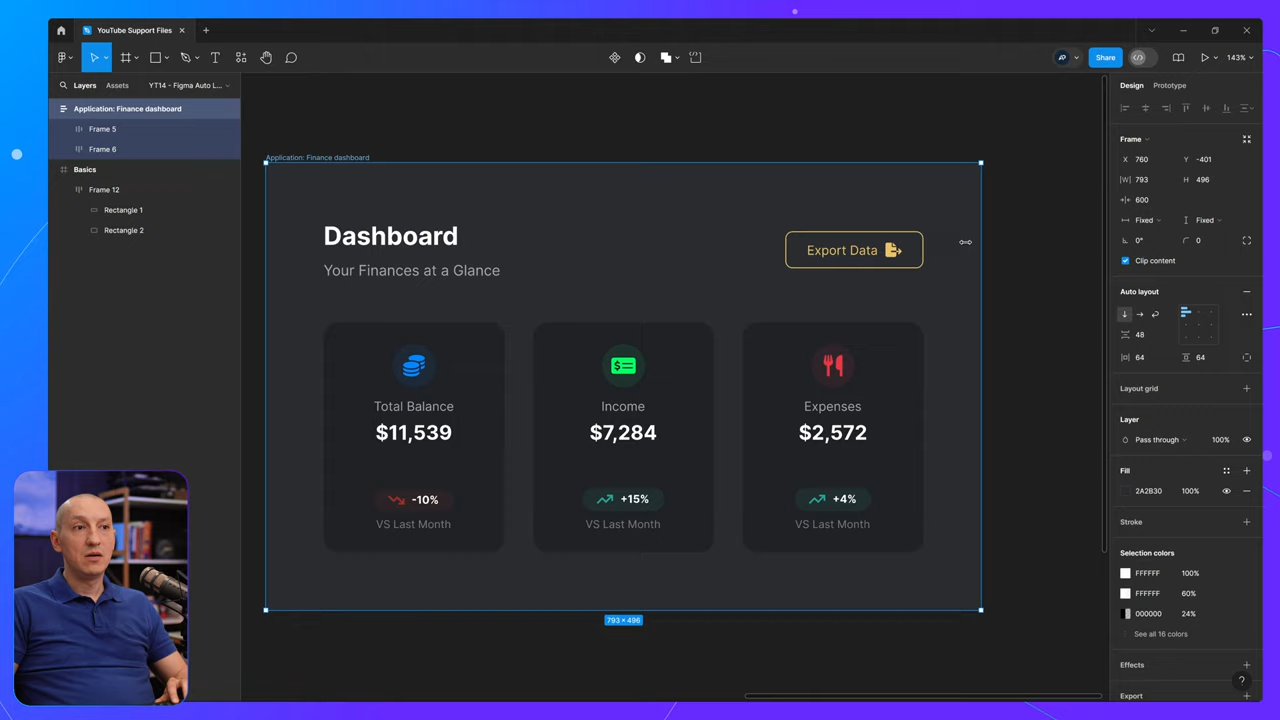 YouTube Support Files
Share
143%
Layers
Assets
YT14 - Figma Auto L...
Design
Prototype
Application: Finance dashboard
Frame 5
Frame 6
Basics
Frame 12
Rectangle 1
Rectangle 2
Application: Finance dashboard
Dashboard
Your Finances at a Glance
Export Data
Total Balance
$11,539
-10%
VS Last Month
Income
$7,284
+15%
VS Last Month
Expenses
$2,572
+4%
VS Last Month
793 × 496
Frame
X 760 Y -401
W 793 H 496
600
Fixed Fixed
0° 0
Clip content
Auto layout
48
64 64
Layout grid
Layer
Pass through 100%
Fill
2A2B30 100%
Stroke
Selection colors
FFFFFF 100%
FFFFFF 60%
000000 24%
See all 16 colors
Effects
Export
?